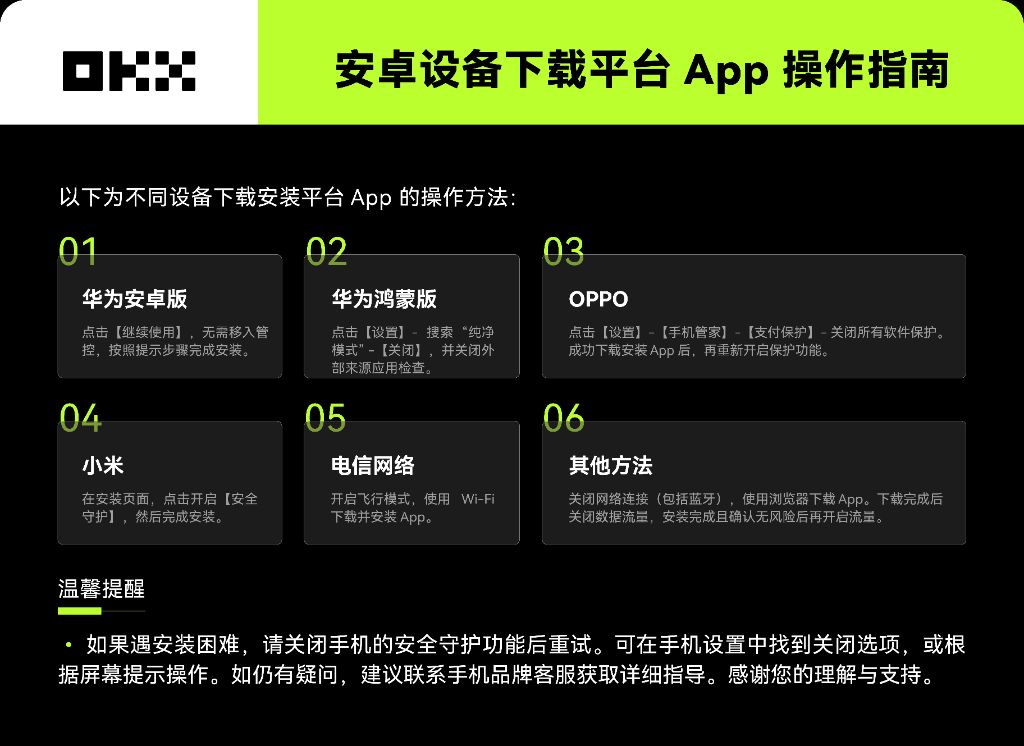 OKX
安卓设备下载平台 App 操作指南
以下为不同设备下载安装平台 App 的操作方法：
01
华为安卓版
点击【继续使用】，无需移入管
控，按照提示步骤完成安装。
02
华为鸿蒙版
点击【设置】- 搜索“纯净
模式”-【关闭】，并关闭外
部来源应用检查。
03
OPPO
点击【设置】-【手机管家】-【支付保护】- 关闭所有软件保护。
成功下载安装 App 后，再重新开启保护功能。
04
小米
在安装页面，点击开启【安全
守护】，然后完成安装。
05
电信网络
开启飞行模式，使用 Wi-Fi
下载并安装 App。
06
其他方法
关闭网络连接（包括蓝牙），使用浏览器下载 App。下载完成后
关闭数据流量，安装完成且确认无风险后再开启流量。
温馨提醒
• 如果遇安装困难，请关闭手机的安全守护功能后重试。可在手机设置中找到关闭选项，或根
据屏幕提示操作。如仍有疑问，建议联系手机品牌客服获取详细指导。感谢您的理解与支持。